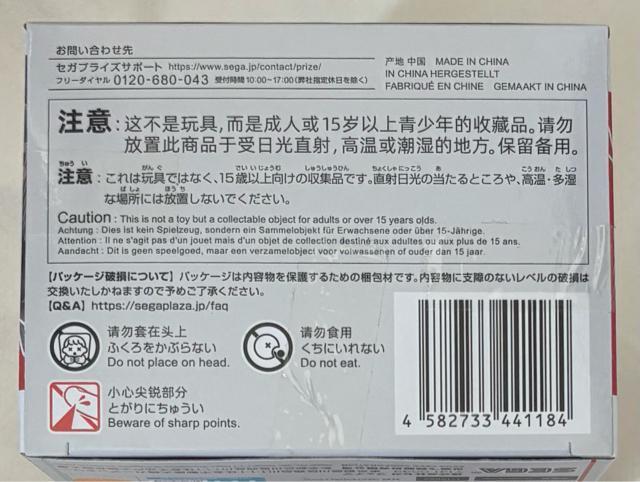 お問い合わせ先
セガプライズサポート https://www.sega.jp/contact/prize/
フリーダイヤル 0120-680-043 受付時間 10:00~17:00(弊社指定休日を除く)
产地 中国 MADE IN CHINA
IN CHINA HERGESTELLT
FABRIQUÉ EN CHINE GEMAAKT IN CHINA
注意:这不是玩具,而是成人或15岁以上青少年的收藏品。请勿
放置此商品于受日光直射,高温或潮湿的地方。保留备用。
注意:これは玩具ではなく、15歳以上向けの収集品です。直射日光の当たるところや、高温・多湿
な場所には放置しないでください。
Caution : This is not a toy but a collectable object for adults or over 15 years olds.
Achtung : Dies ist kein Spielzeug, sondern ein Sammelobjekt für Erwachsene oder über 15-Jährige.
Attention : Il ne s'agit pas d'un jouet mais d'un objet de collection destiné aux adultes ou aux plus de 15 ans.
Aandacht : Dit is geen speelgoed, maar een verzamelobject voor volwassenen of ouder dan 15 jaar.
【パッケージ破損について】パッケージは内容物を保護するための梱包材です。内容物に支障のないレベルの破損は
交換いたしかねますので予めご了承ください。
【Q&A】https://segaplaza.jp/faq
请勿套在头上
ふくろをかぶらない
Do not place on head.
请勿食用
くちにいれない
Do not eat.
小心尖锐部分
とがりにちゅうい
Beware of sharp points.
4 582733 441184